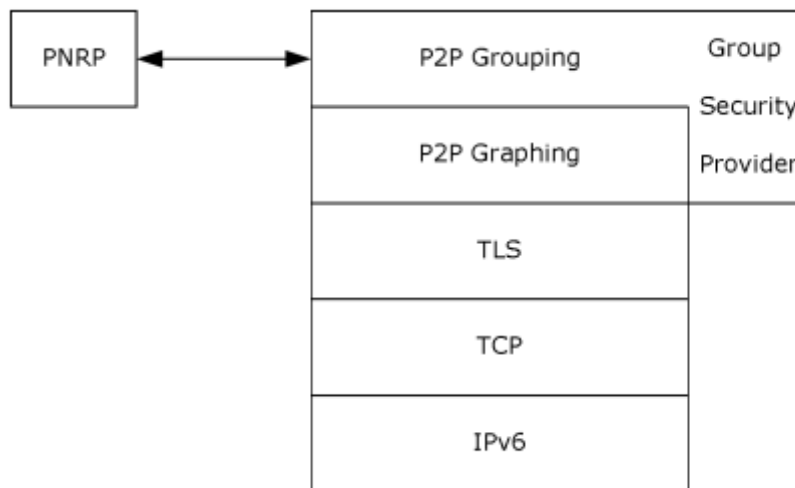 PNRP
P2P Grouping
Group
Security
Provider
P2P Graphing
TLS
TCP
IPv6